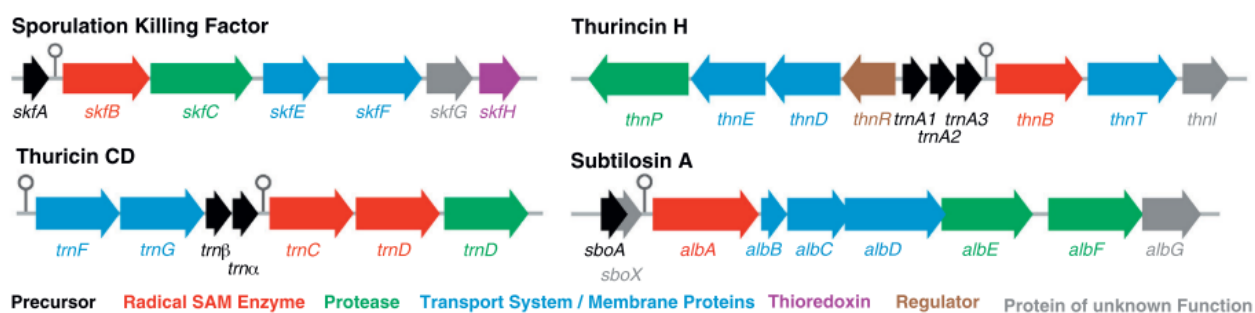 Sporulation Killing Factor
skfA skfB skfC skfE skfF skfG skfH
Thurincin H
thnP thnE thnD thnR trnA1 trnA3 thnB thnT thnI
trnA2
Thuricin CD
trnF trnG trnβ trnC trnD trnD
trnα
Subtilosin A
sboA albA albB albC albD albE albF albG
sboX
Precursor Radical SAM Enzyme Protease Transport System / Membrane Proteins Thioredoxin Regulator Protein of unknown Function